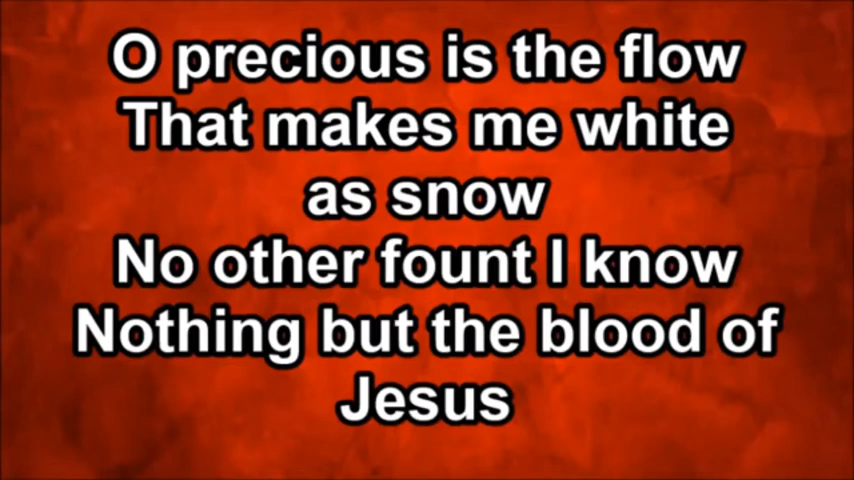 O precious is the flow
That makes me white
as snow
No other fount I know
Nothing but the blood of
Jesus